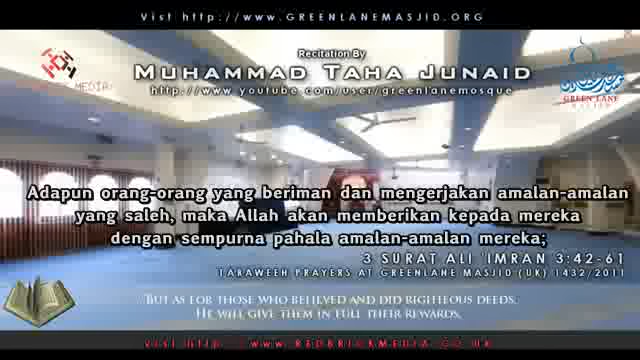 Visit http://www.GREENLANEMASJID.ORG
Recitation By
MUHAMMAD TAHA JUNAID
http://www youtube com/user/greenlanemosque
MEDIA
GREEN LANE
MASJID
Adapun orang-orang yang beriman dan mengerjakan amalan-amalan
yang saleh, maka Allah akan memberikan kepada mereka
dengan sempurna pahala amalan-amalan mereka;
3 SURAT ALI 'IMRAN 3:42-61
TARAWEEH PRAYERS AT GREENLANE MASJID (UK) 1432/2011
BUT AS FOR THOSE WHO BELIEVED AND DID RIGHTEOUS DEEDS,
HE WILL GIVE THEM IN FULL THEIR REWARDS,
visit http://www.REDBRICKMEDIA.CO.UK